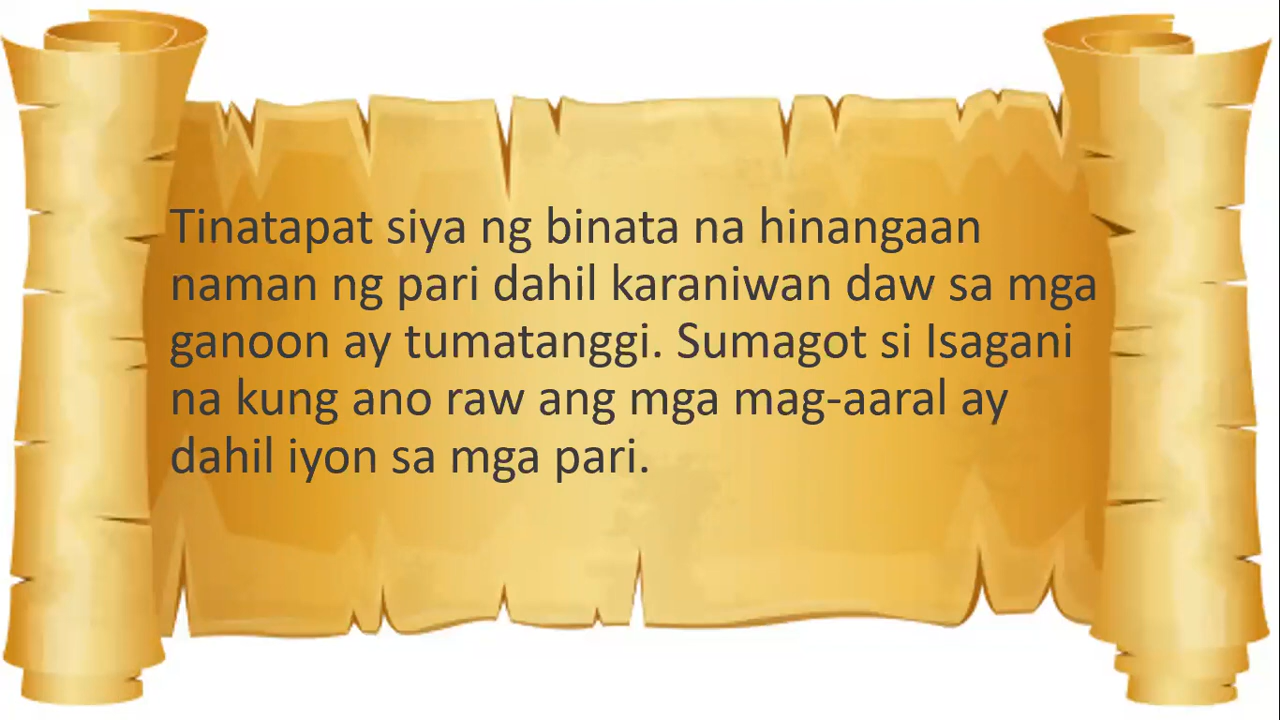 Tinatapat siya ng binata na hinangaan
naman ng pari dahil karaniwan daw sa mga
ganoon ay tumatanggi. Sumagot si Isagani
na kung ano raw ang mga mag-aaral ay
dahil iyon sa mga pari.